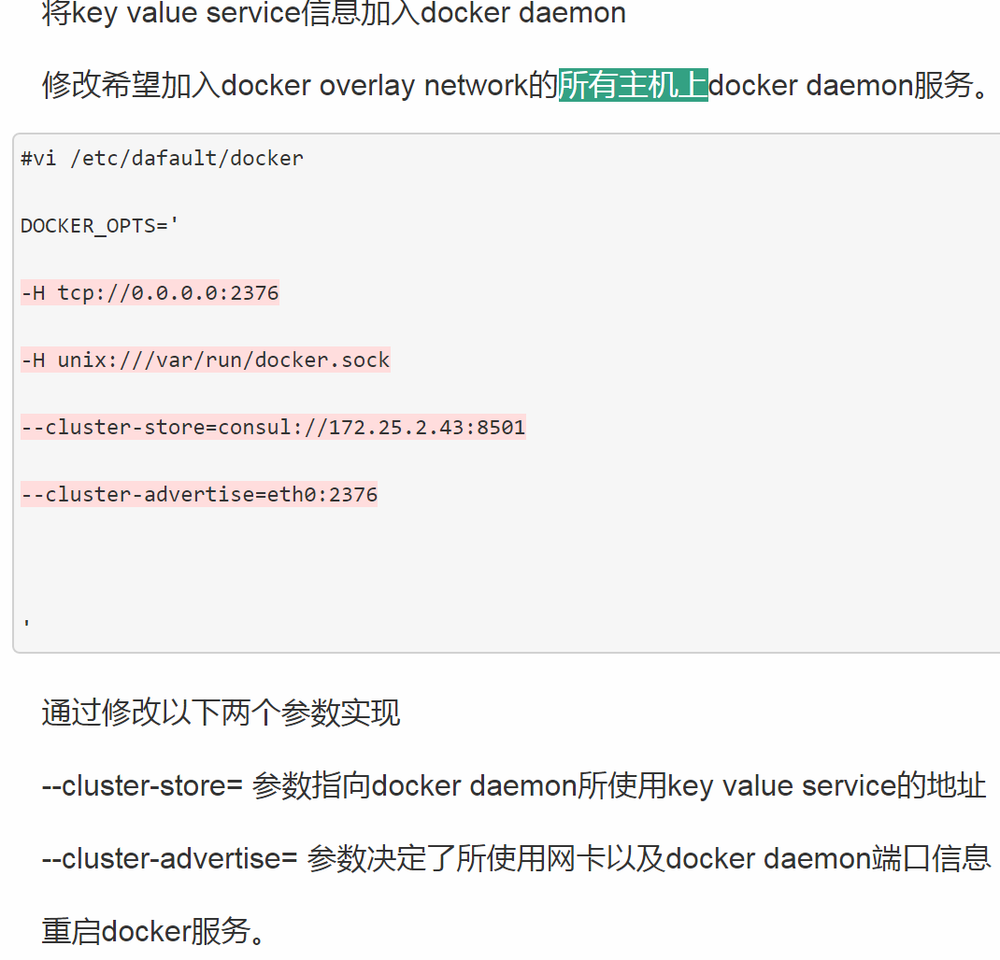 将key value service信息加入docker daemon
修改希望加入docker overlay network的所有主机上docker daemon服务。
#vi /etc/dafault/docker
DOCKER_OPTS='
-H tcp://0.0.0.0:2376
-H unix:///var/run/docker.sock
--cluster-store=consul://172.25.2.43:8501
--cluster-advertise=eth0:2376
'
通过修改以下两个参数实现
--cluster-store= 参数指向docker daemon所使用key value service的地址
--cluster-advertise= 参数决定了所使用网卡以及docker daemon端口信息
重启docker服务。